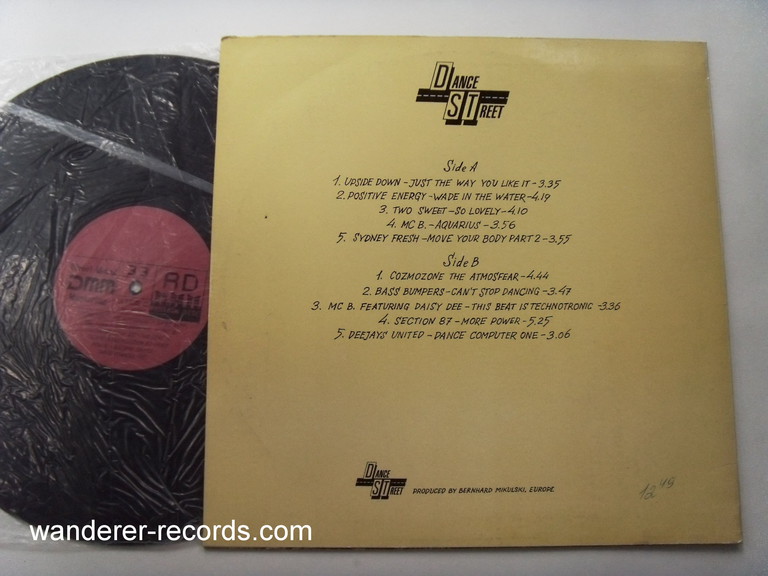 DANCE
STREET
Side A
1. UPSIDE DOWN - JUST THE WAY YOU LIKE IT - 3.35
2. POSITIVE ENERGY - WADE IN THE WATER - 4.19
3. TWO SWEET - SO LOVELY - 4.10
4. MC B. - AQUARIUS - 3.56
5. SYDNEY FRESH - MOVE YOUR BODY PART 2 - 3.55
Side B
1. COZMOZONE THE ATMOSFEAR - 4.44
2. BASS BUMPERS - CAN'T STOP DANCING - 3.47
3. MC B. FEATURING DAISY DEE - THIS BEAT IS TECHNOTRONIC - 3.36
4. SECTION 87 - MORE POWER - 5.25
5. DEEJAYS UNITED - DANCE COMPUTER ONE - 3.06
DANCE
STREET
PRODUCED BY BERNHARD MIKULSKI, EUROPE
12 49
33
AD
DMM
wanderer-records.com